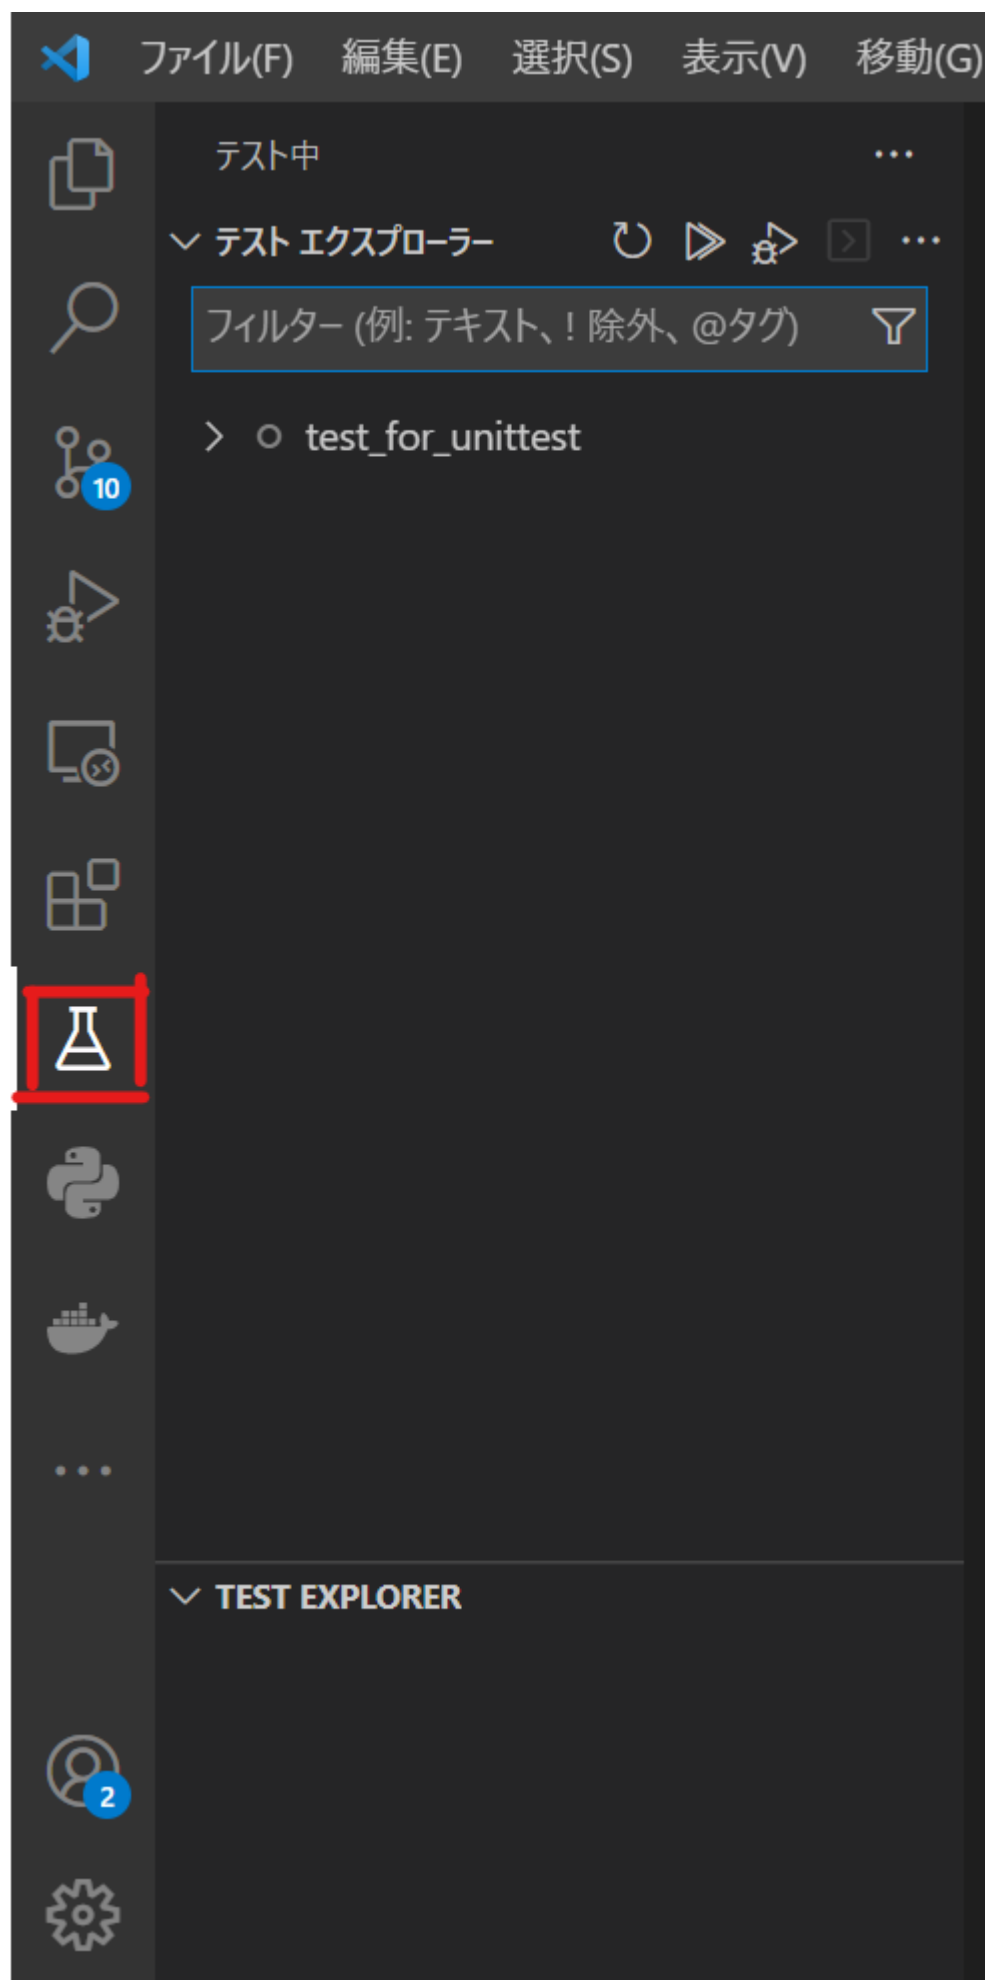 ファイル(F) 編集(E) 選択(S) 表示(V) 移動(G)
テスト中
テスト エクスプローラー
フィルター (例: テキスト、! 除外、@タグ)
test_for_unittest
10
TEST EXPLORER
2